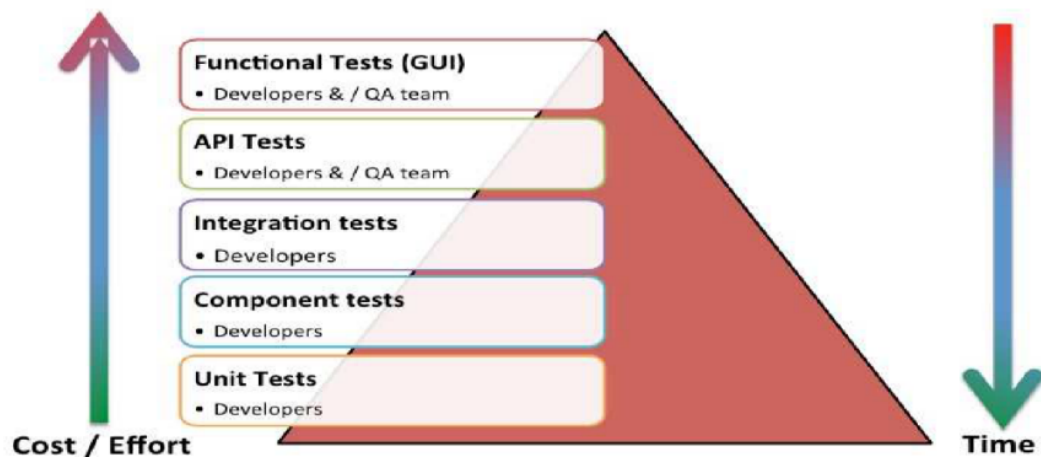 Functional Tests (GUI)
• Developers & / QA team
API Tests
• Developers & / QA team
Integration tests
• Developers
Component tests
• Developers
Unit Tests
• Developers
Cost / Effort
Time